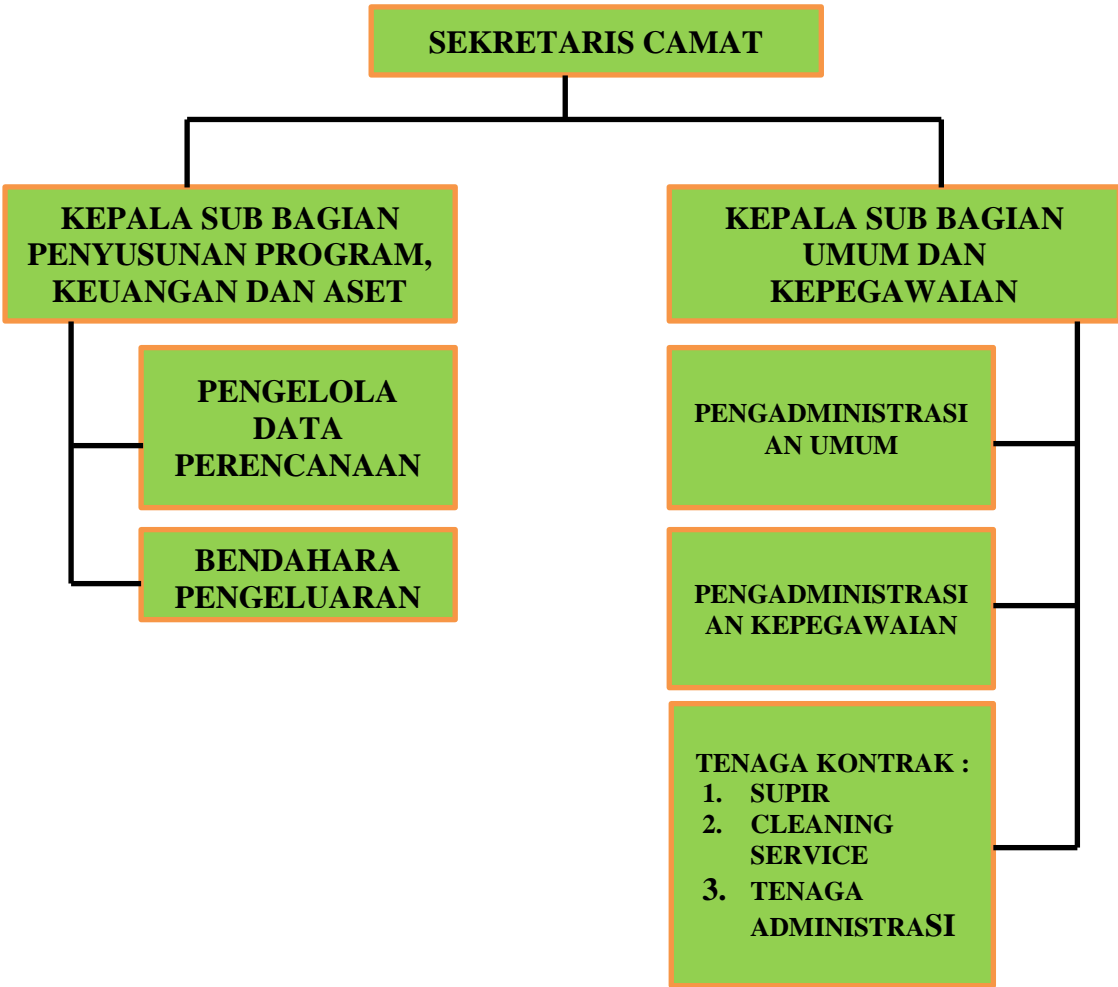 SEKRETARIS CAMAT
KEPALA SUB BAGIAN
PENYUSUNAN PROGRAM,
KEUANGAN DAN ASET
PENGELOLA
DATA
PERENCANAAN
BENDAHARA
PENGELUARAN
KEPALA SUB BAGIAN
UMUM DAN
KEPEGAWAIAN
PENGADMINISTRASI
AN UMUM
PENGADMINISTRASI
AN KEPEGAWAIAN
TENAGA KONTRAK :
1. SUPIR
2. CLEANING
SERVICE
3. TENAGA
ADMINISTRASI